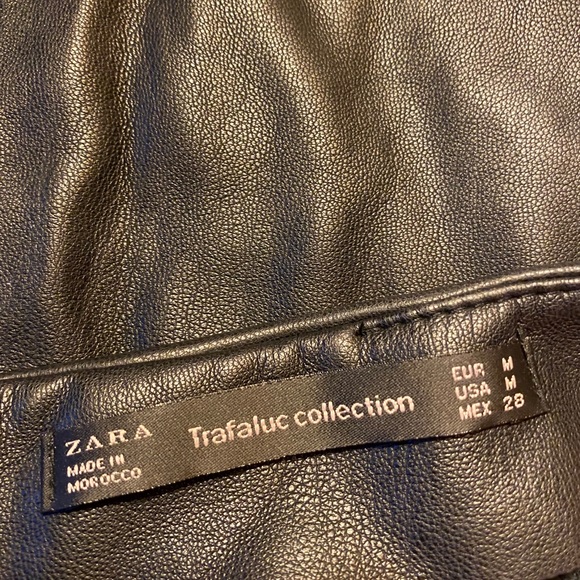 ZARA
MADE IN
MOROCCO
Trafaluc collection
EUR M
USA M
MEX 28